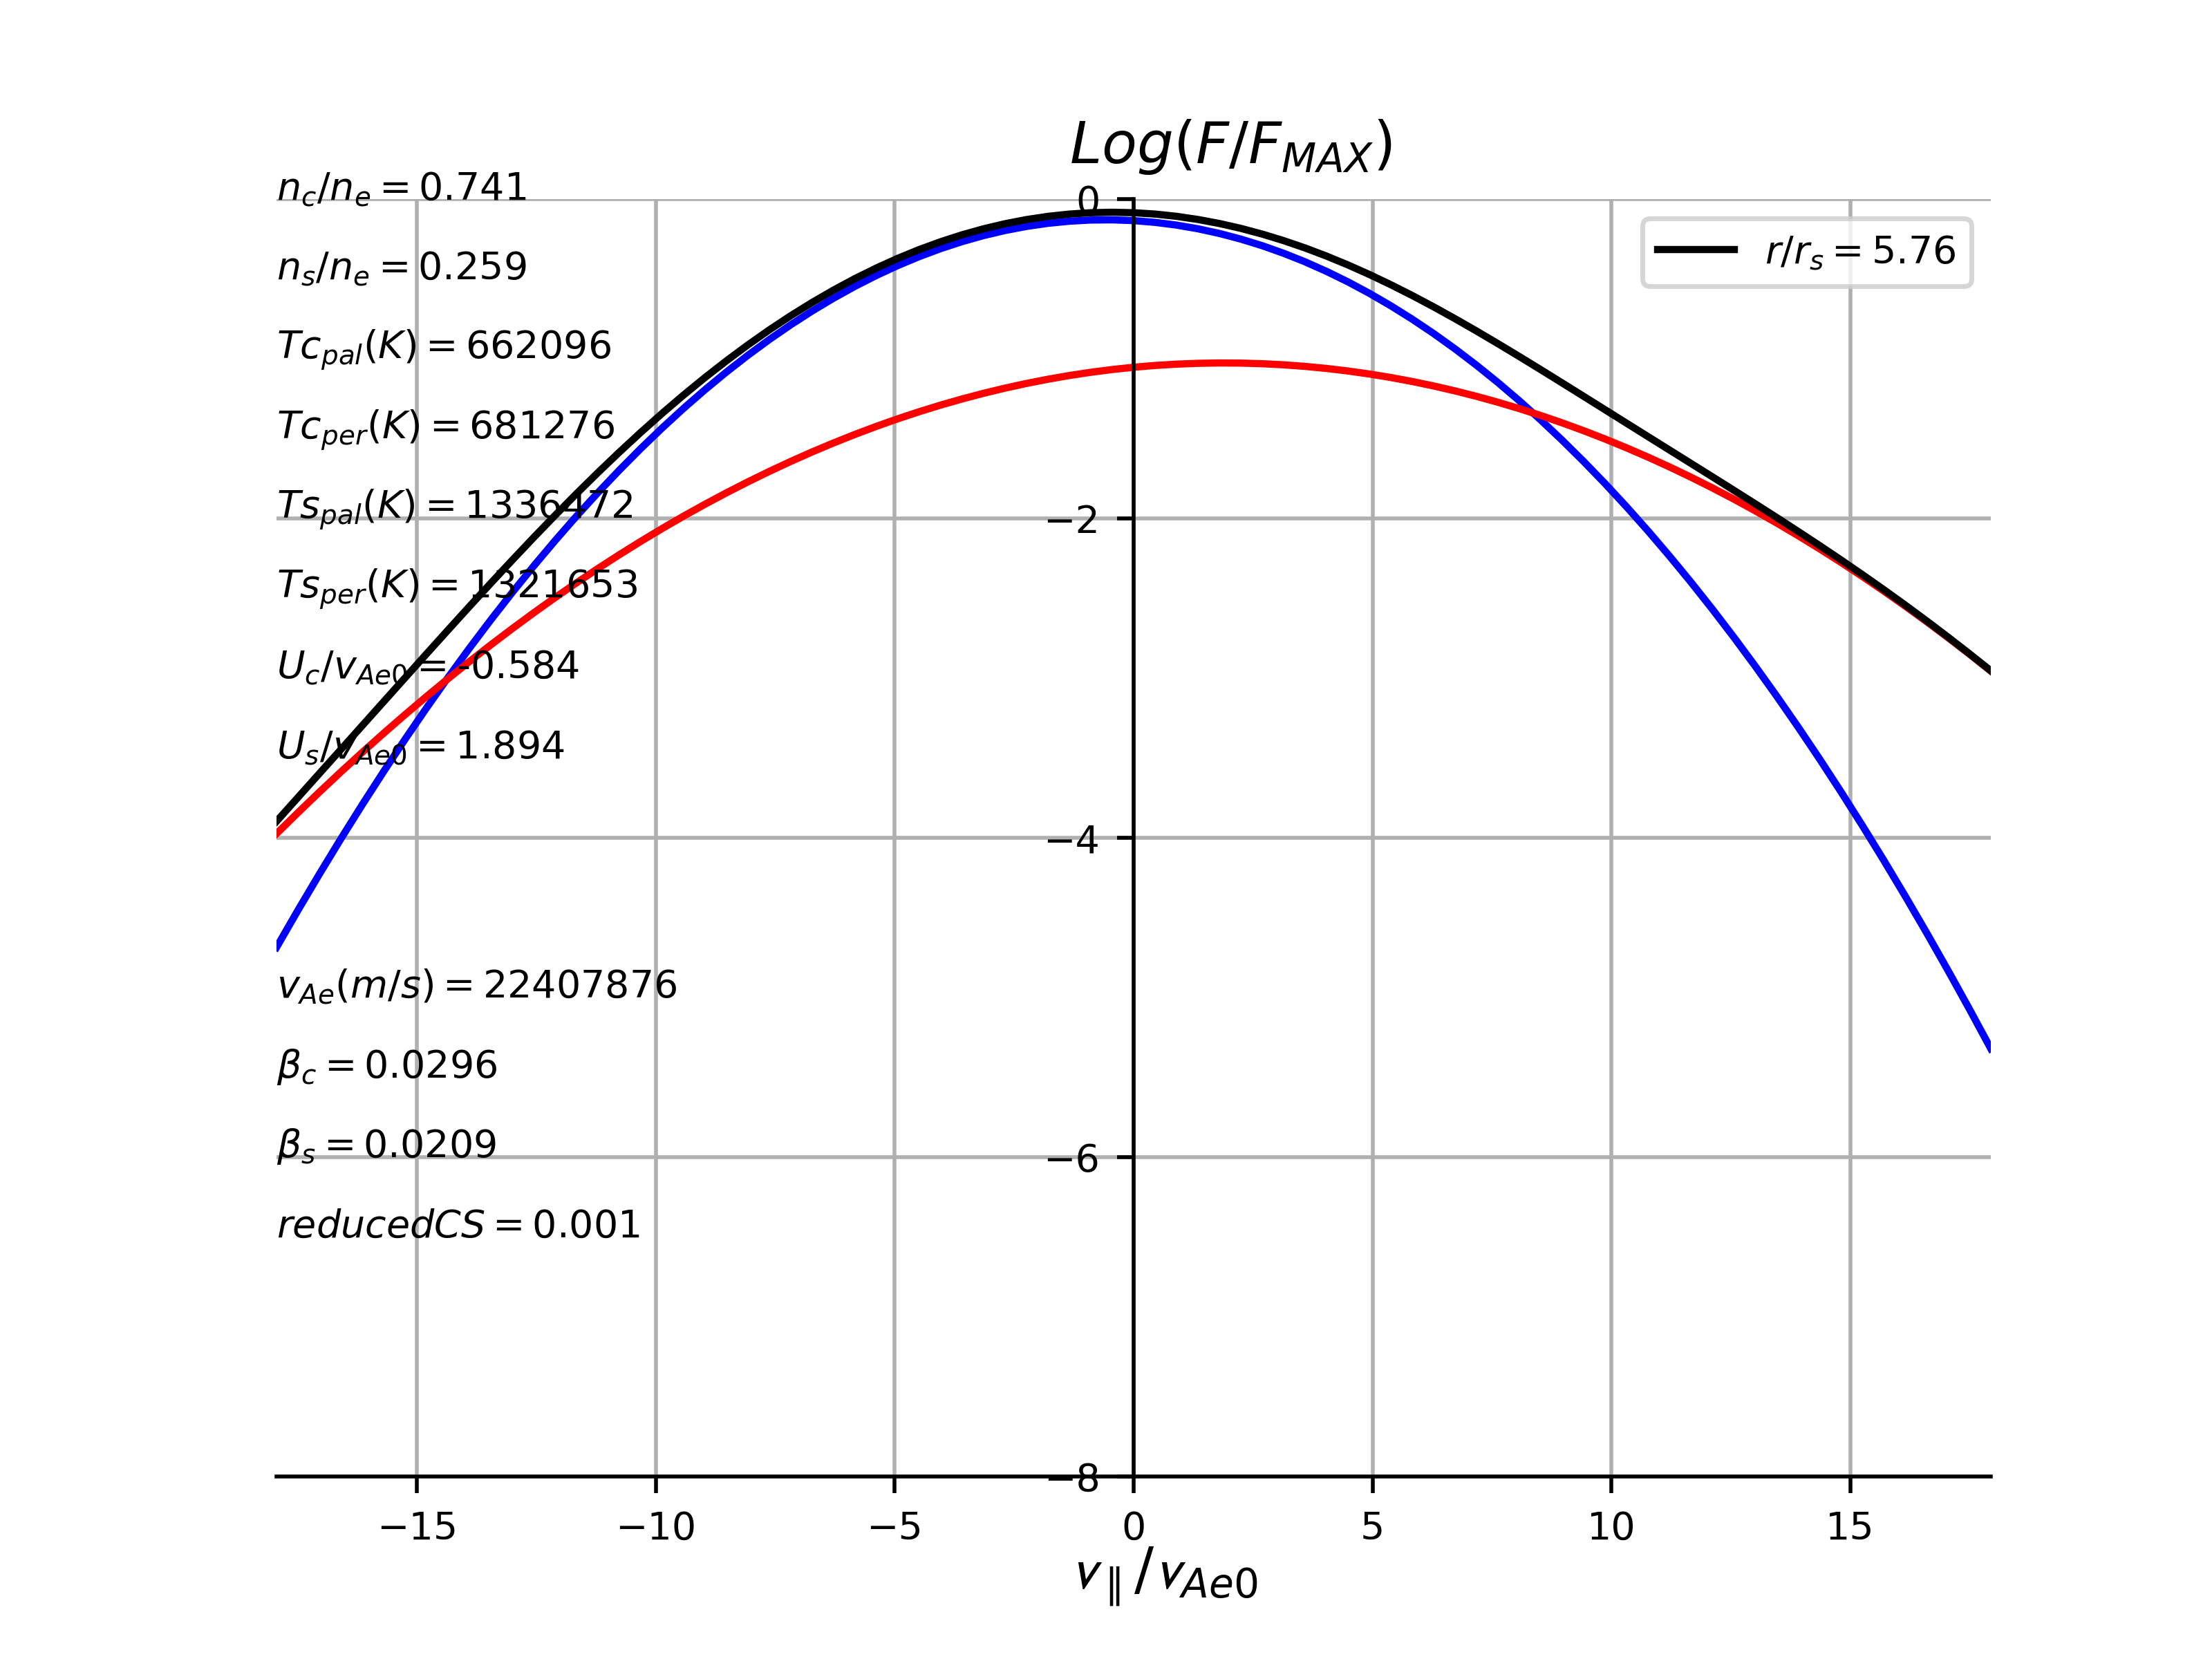 Log(F/F_MAX)
n_c/n_e = 0.741
n_s/n_e = 0.259
Tc_pal(K) = 662096
Tc_per(K) = 681276
Ts_pal(K) = 1336472
Ts_per(K) = 1321653
U_c/v_Ae0 = -0.584
U_s/v_Ae0 = 1.894
v_Ae(m/s) = 22407876
β_c = 0.0296
β_s = 0.0209
reducedCS = 0.001
r/r_s = 5.76
0
−2
−4
−6
−8
−15 −10 −5 0 5 10 15
v_∥/v_Ae0